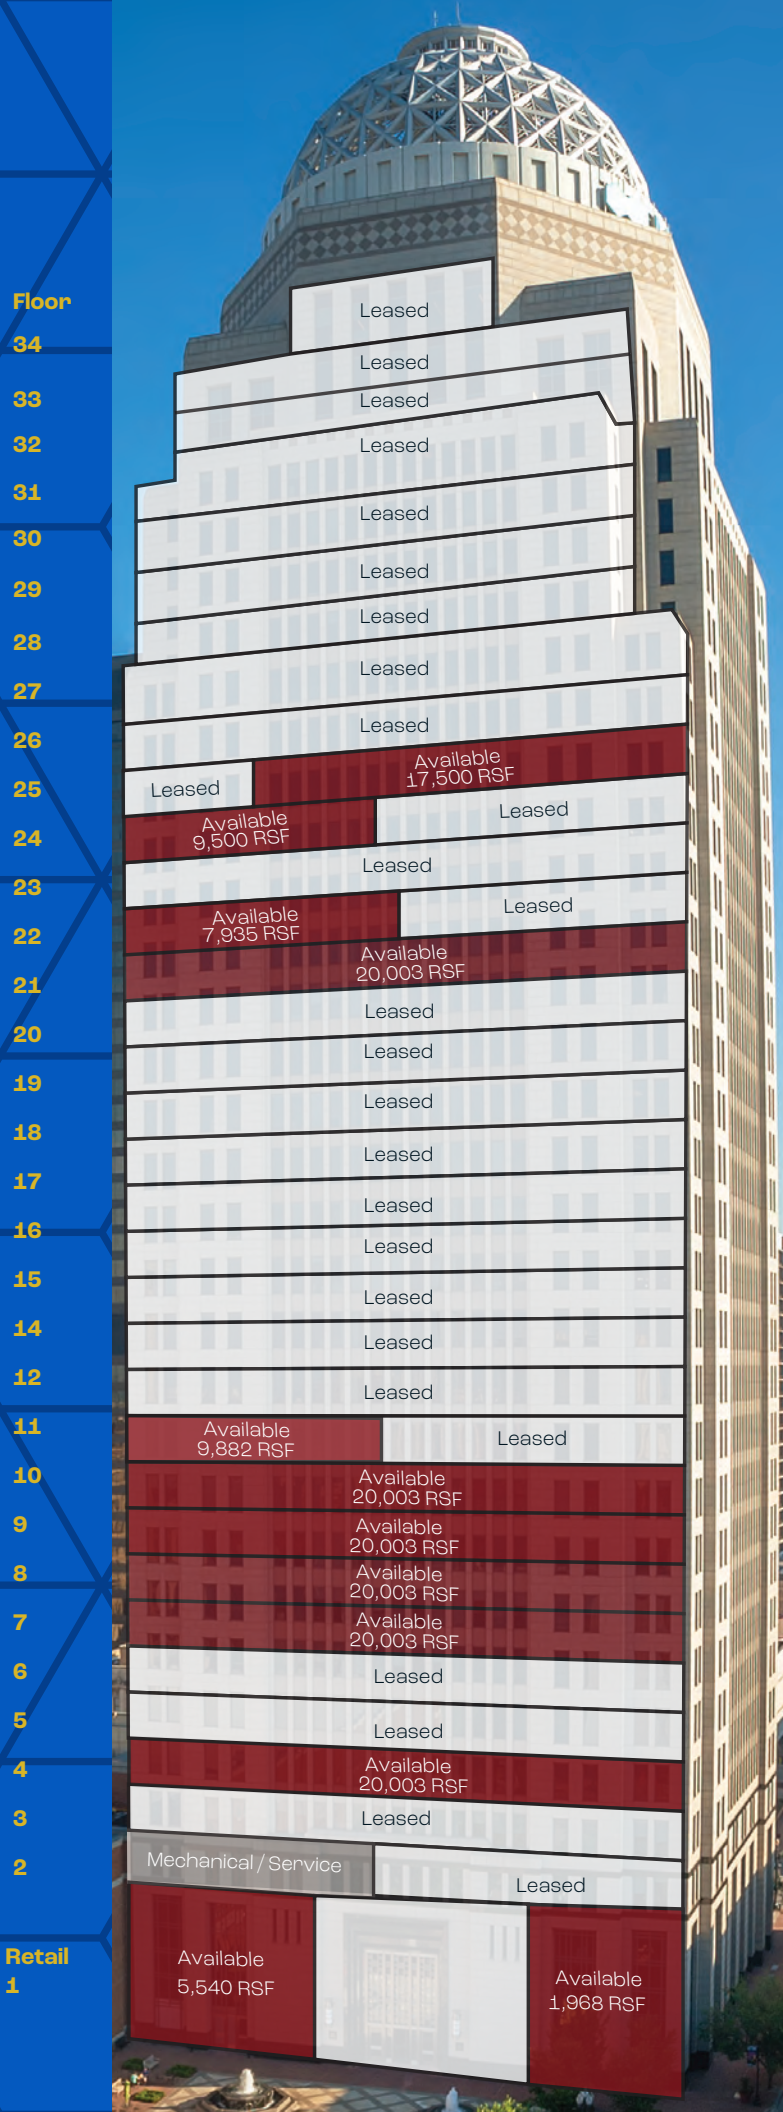 Floor
34
Leased
33
Leased
32
Leased
31
Leased
30
Leased
29
Leased
28
Leased
27
Leased
26
Leased
25
Leased
Available
17,500 RSF
24
Available
9,500 RSF
Leased
23
Leased
22
Available
7,935 RSF
Leased
21
Available
20,003 RSF
20
Leased
19
Leased
18
Leased
17
Leased
16
Leased
15
Leased
14
Leased
12
Leased
Leased
11
Available
9,882 RSF
Leased
10
Available
20,003 RSF
9
Available
20,003 RSF
8
Available
20,003 RSF
7
Available
20,003 RSF
6
Leased
5
Leased
4
Available
20,003 RSF
3
Leased
2
Mechanical / Service
Leased
Retail
1
Available
5,540 RSF
Available
1,968 RSF